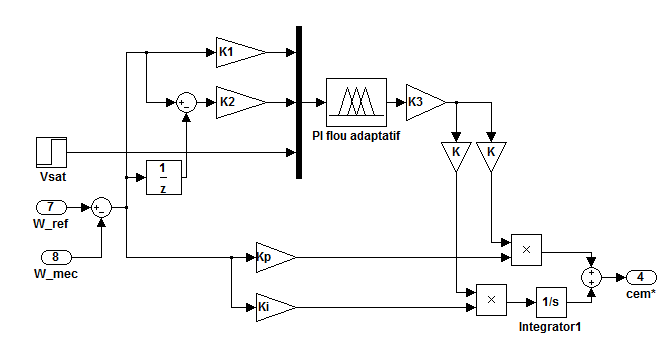 K1
K2
K3
PI flou adaptatif
K
K
Vsat
1
z
7
W_ref
8
W_mec
Kp
Ki
×
×
1/s
Integrator1
4
cem*